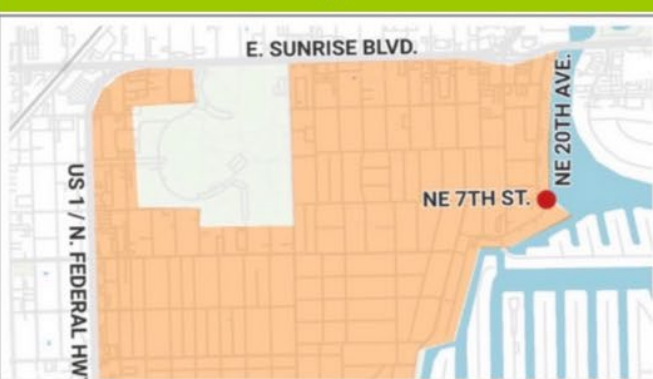 E. SUNRISE BLVD.
NE 20TH AVE.
NE 7TH ST.
US 1 / N. FEDERAL HW